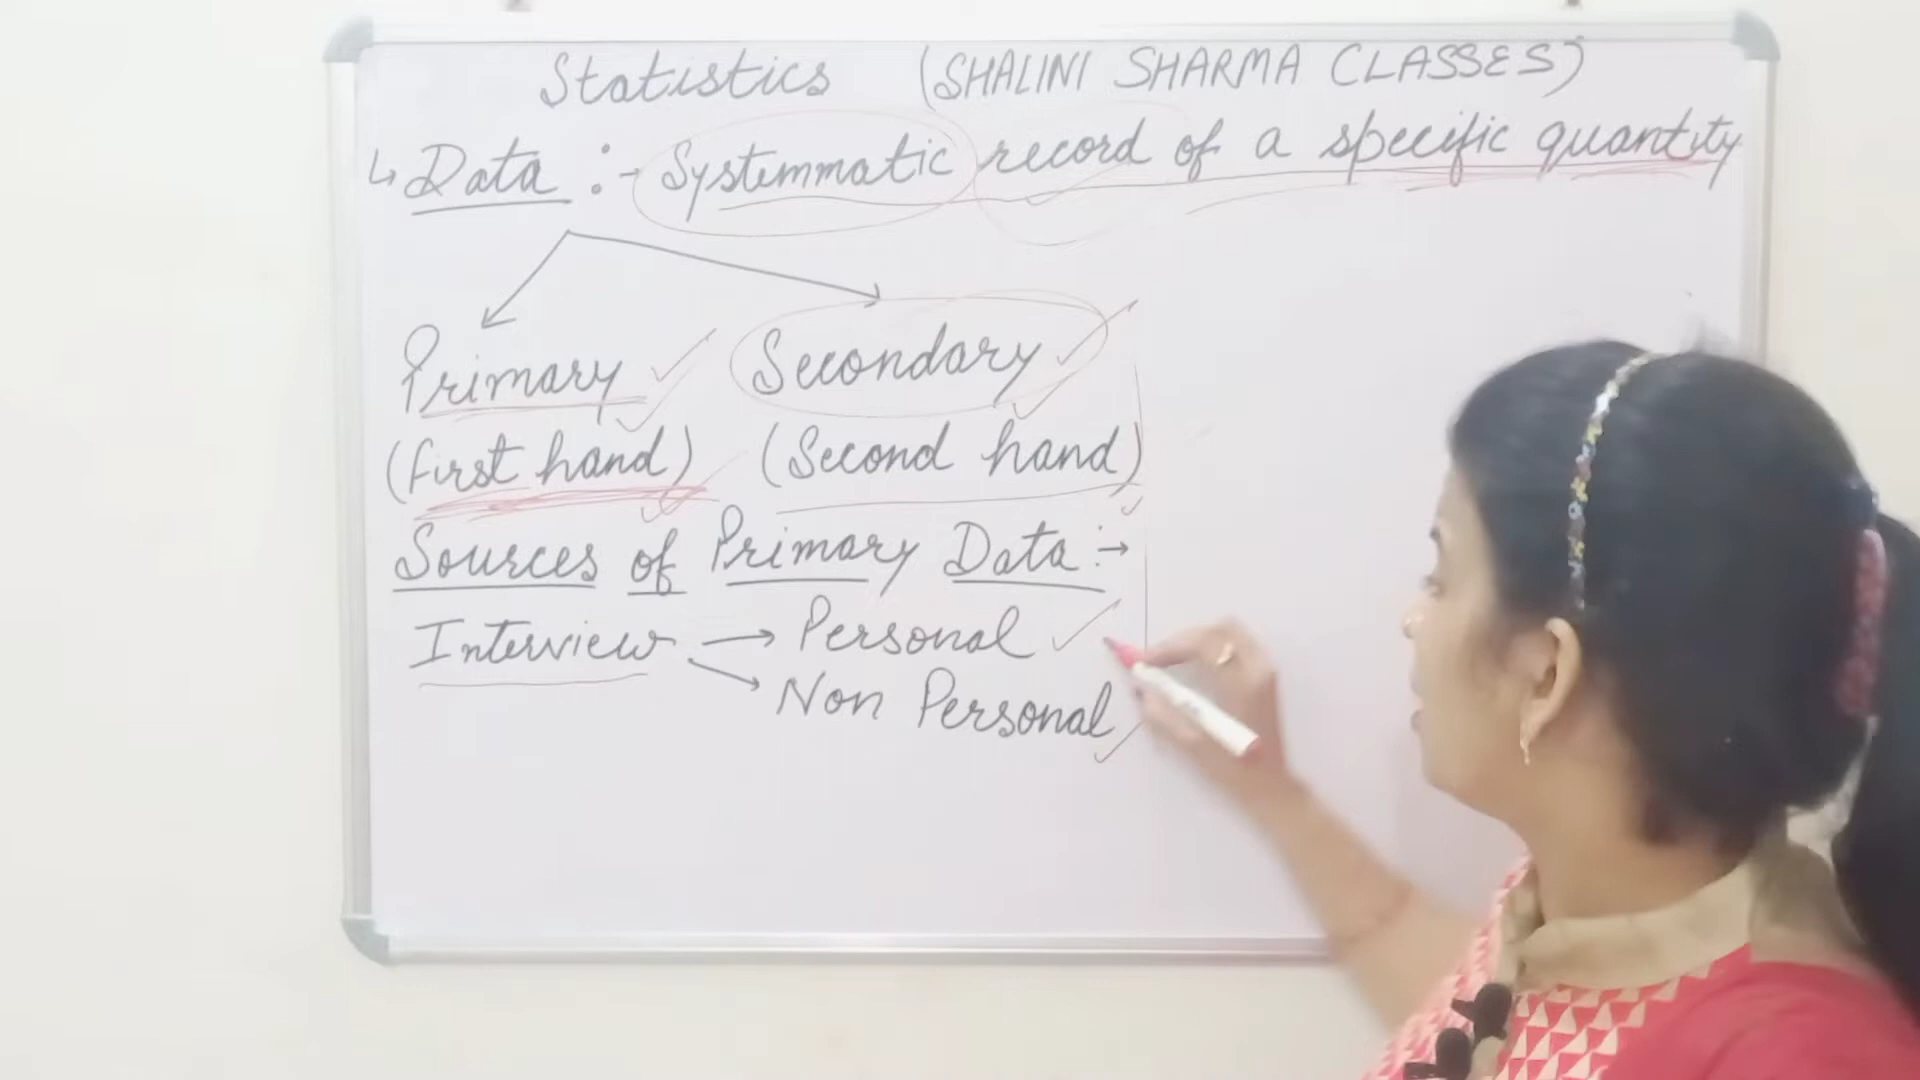 Statistics (SHALINI SHARMA CLASSES)
↳ Data :- Systemmatic record of a specific quantity
Primary Secondary
(first hand) (Second hand)
Sources of Primary Data :→
Interview → Personal
→ Non Personal